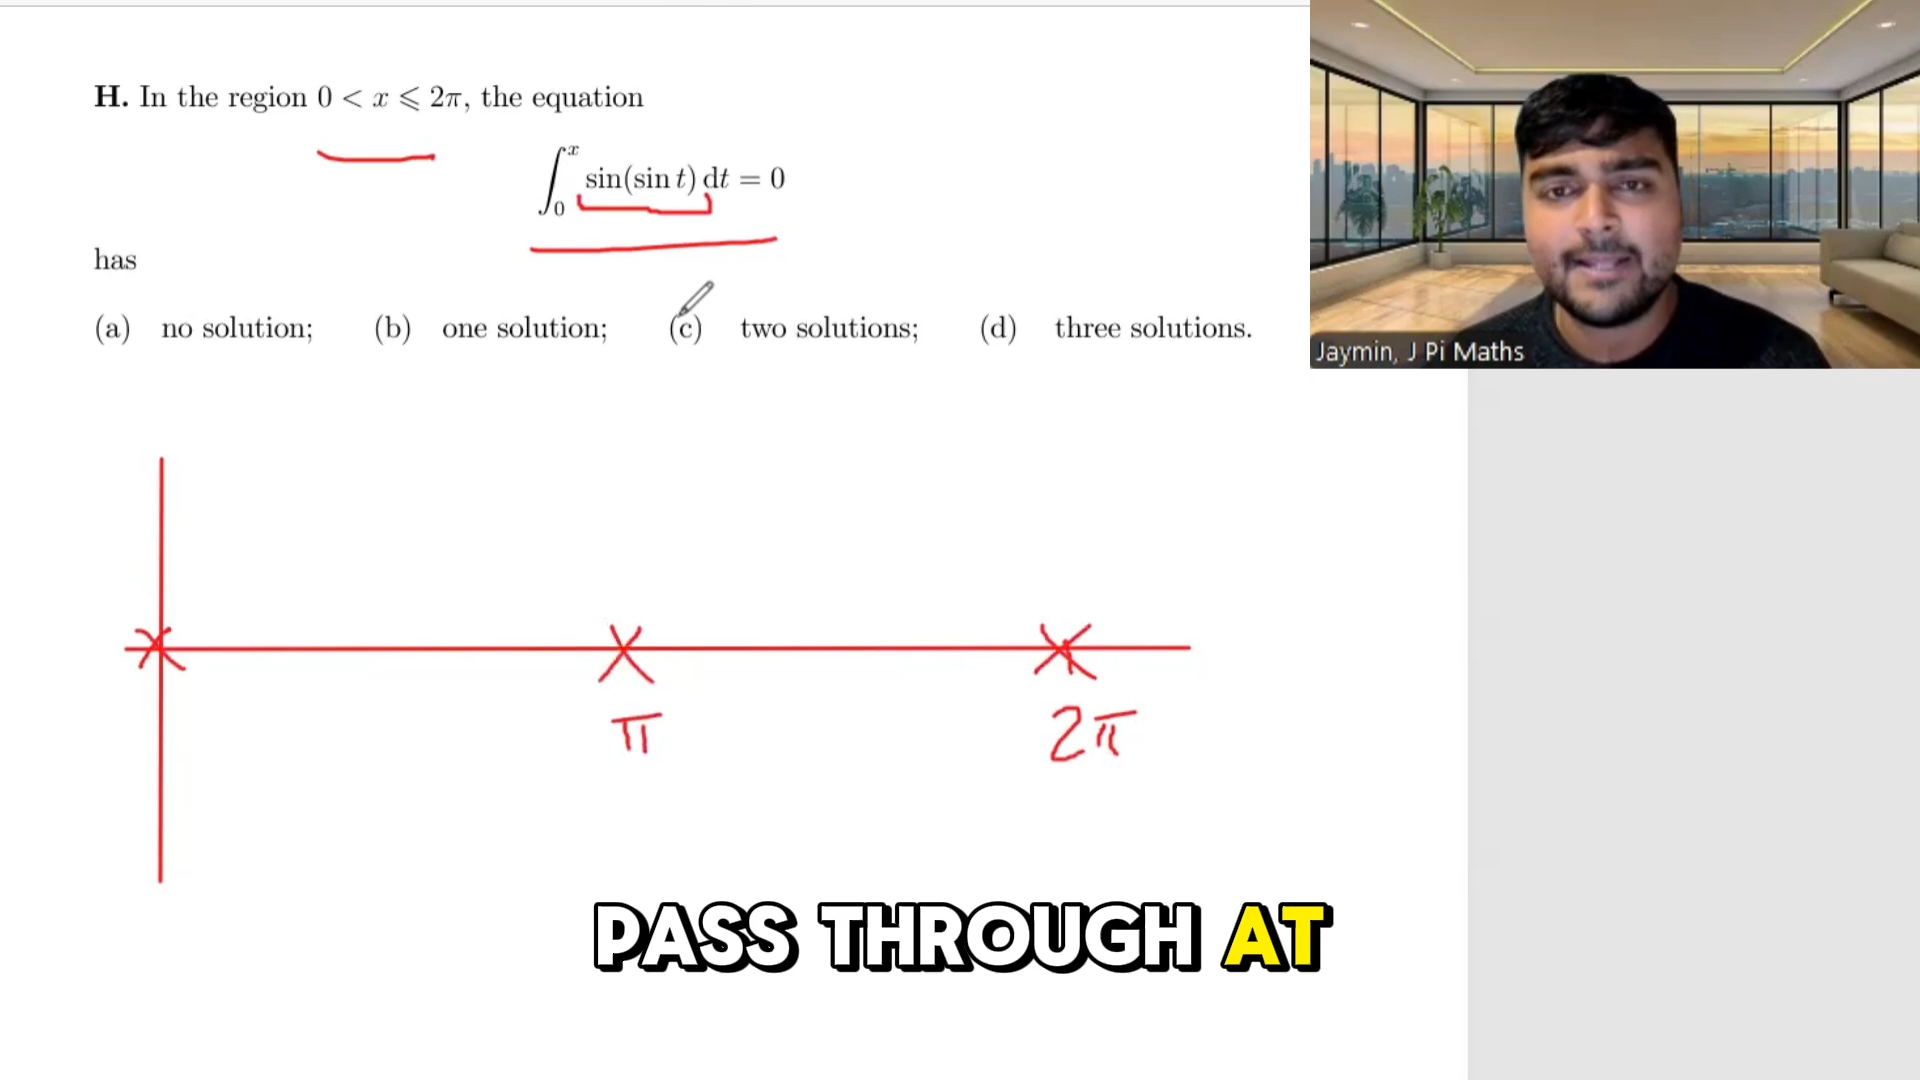 H. In the region 0 < x ⩽ 2π, the equation
∫₀ˣ sin(sin t) dt = 0
has
(a) no solution; (b) one solution; (c) two solutions; (d) three solutions.
Jaymin, J Pi Maths
π 2π
PASS THROUGH AT